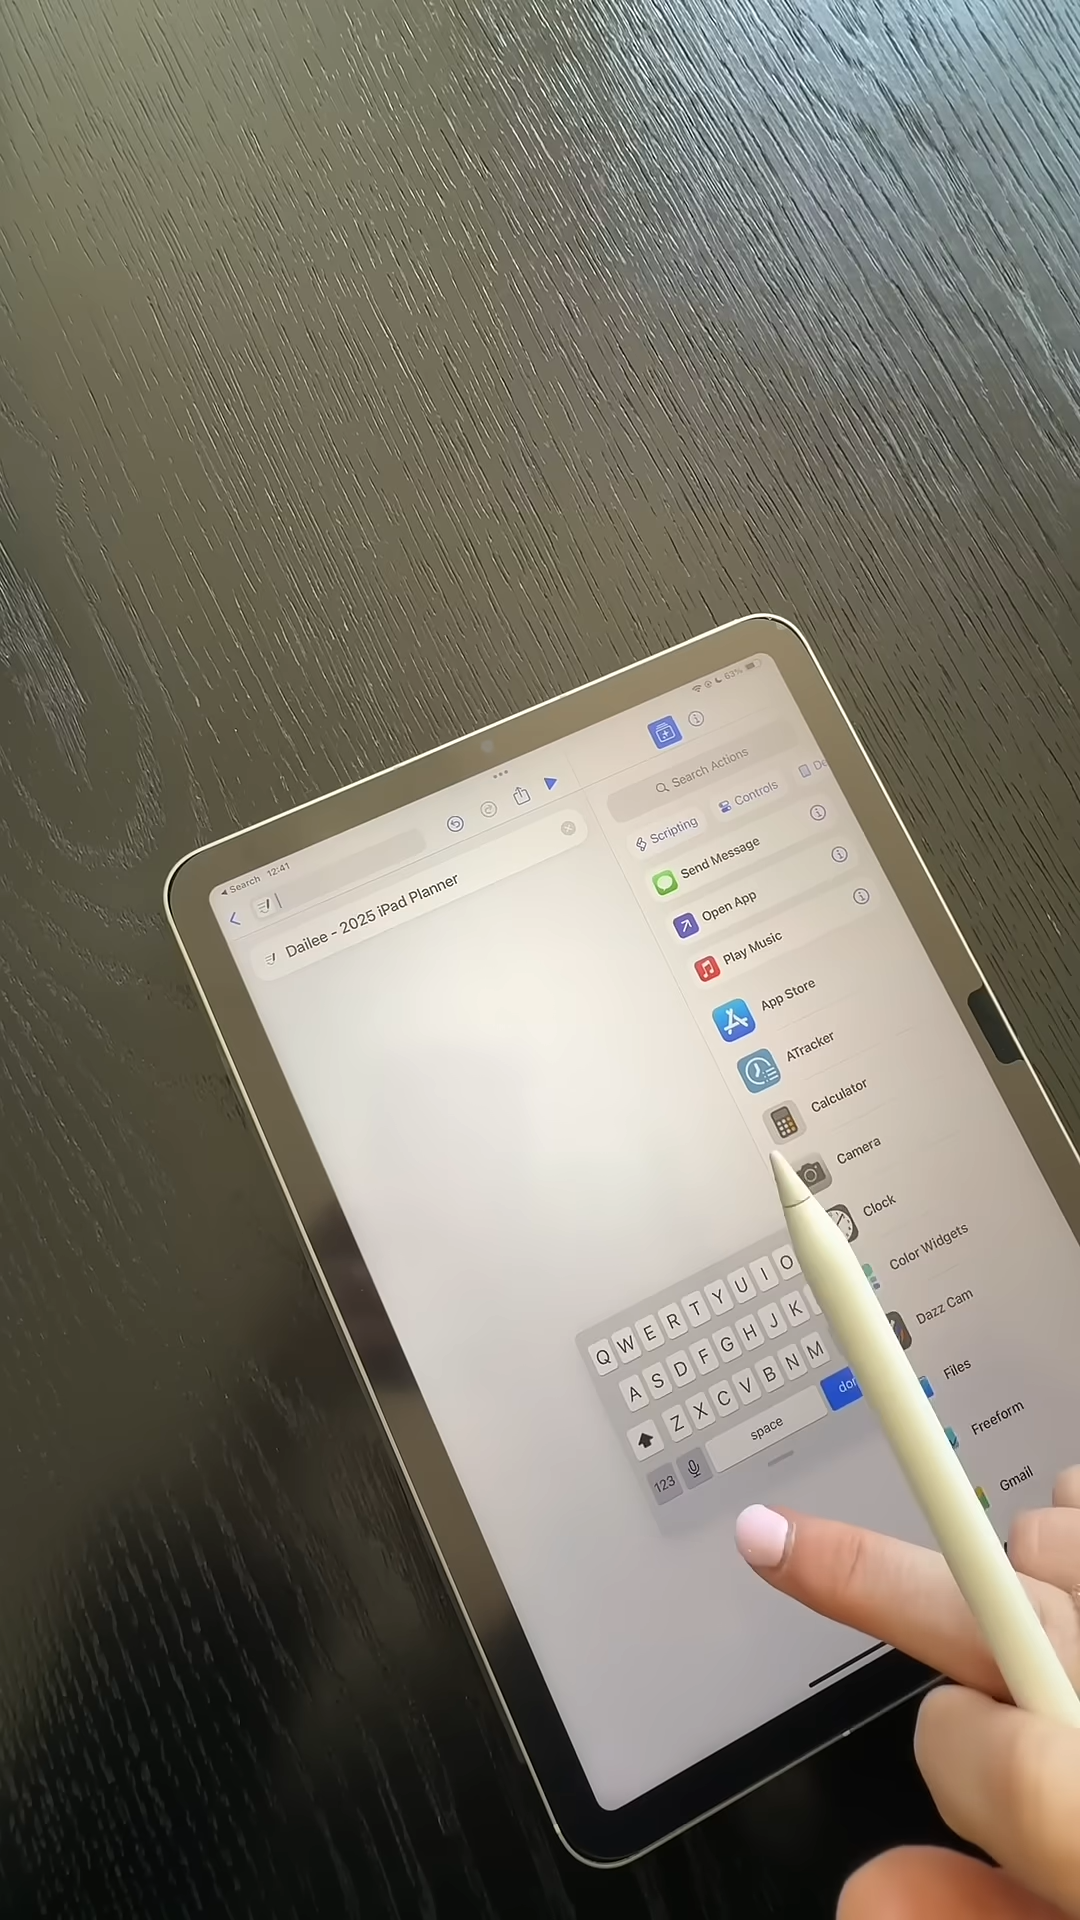 Search 12:41
63%
Search Actions
Scripting
Controls
Dailee - 2025 iPad Planner
Send Message
Open App
Play Music
App Store
ATracker
Calculator
Camera
Clock
Color Widgets
Dazz Cam
Files
Freeform
Gmail
Q W E R T Y U I O
A S D F G H J K
Z X C V B N M
123 space